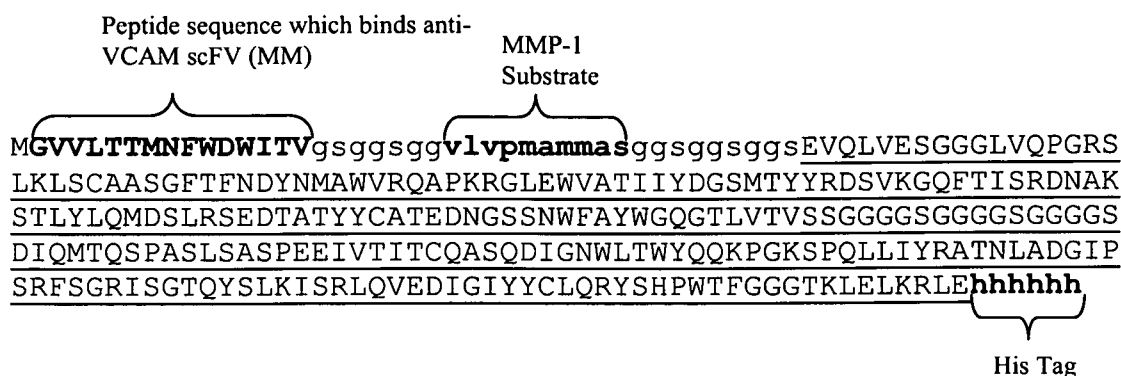 Peptide sequence which binds anti-
VCAM scFV (MM)
MMP-1
Substrate
MGVVLTTMNFWDWITVgsggsggvlvpmammasggsggsggsEVQLVESGGGLVQPGRS
LKLSCAASGFTFNDYNMAWVRQAPKRGLEWVATIIYDGSMTYYRDSVKGQFTISRDNAK
STLYLQMDSLRSEDTATYYCATEDNGSSNWFAYWGQGTLVTVSSGGGGSGGGGSGGGGS
DIQMTQSPASLSASPEEIVTITCQASQDIGNWLTWYQQKPGKSPQLLIYRATNLADGIP
SRFSGRISGTQYSLKISRLQVEDIGIYYCLQRYSHPWTFGGGTKLELKRLEhhhhhh
His Tag